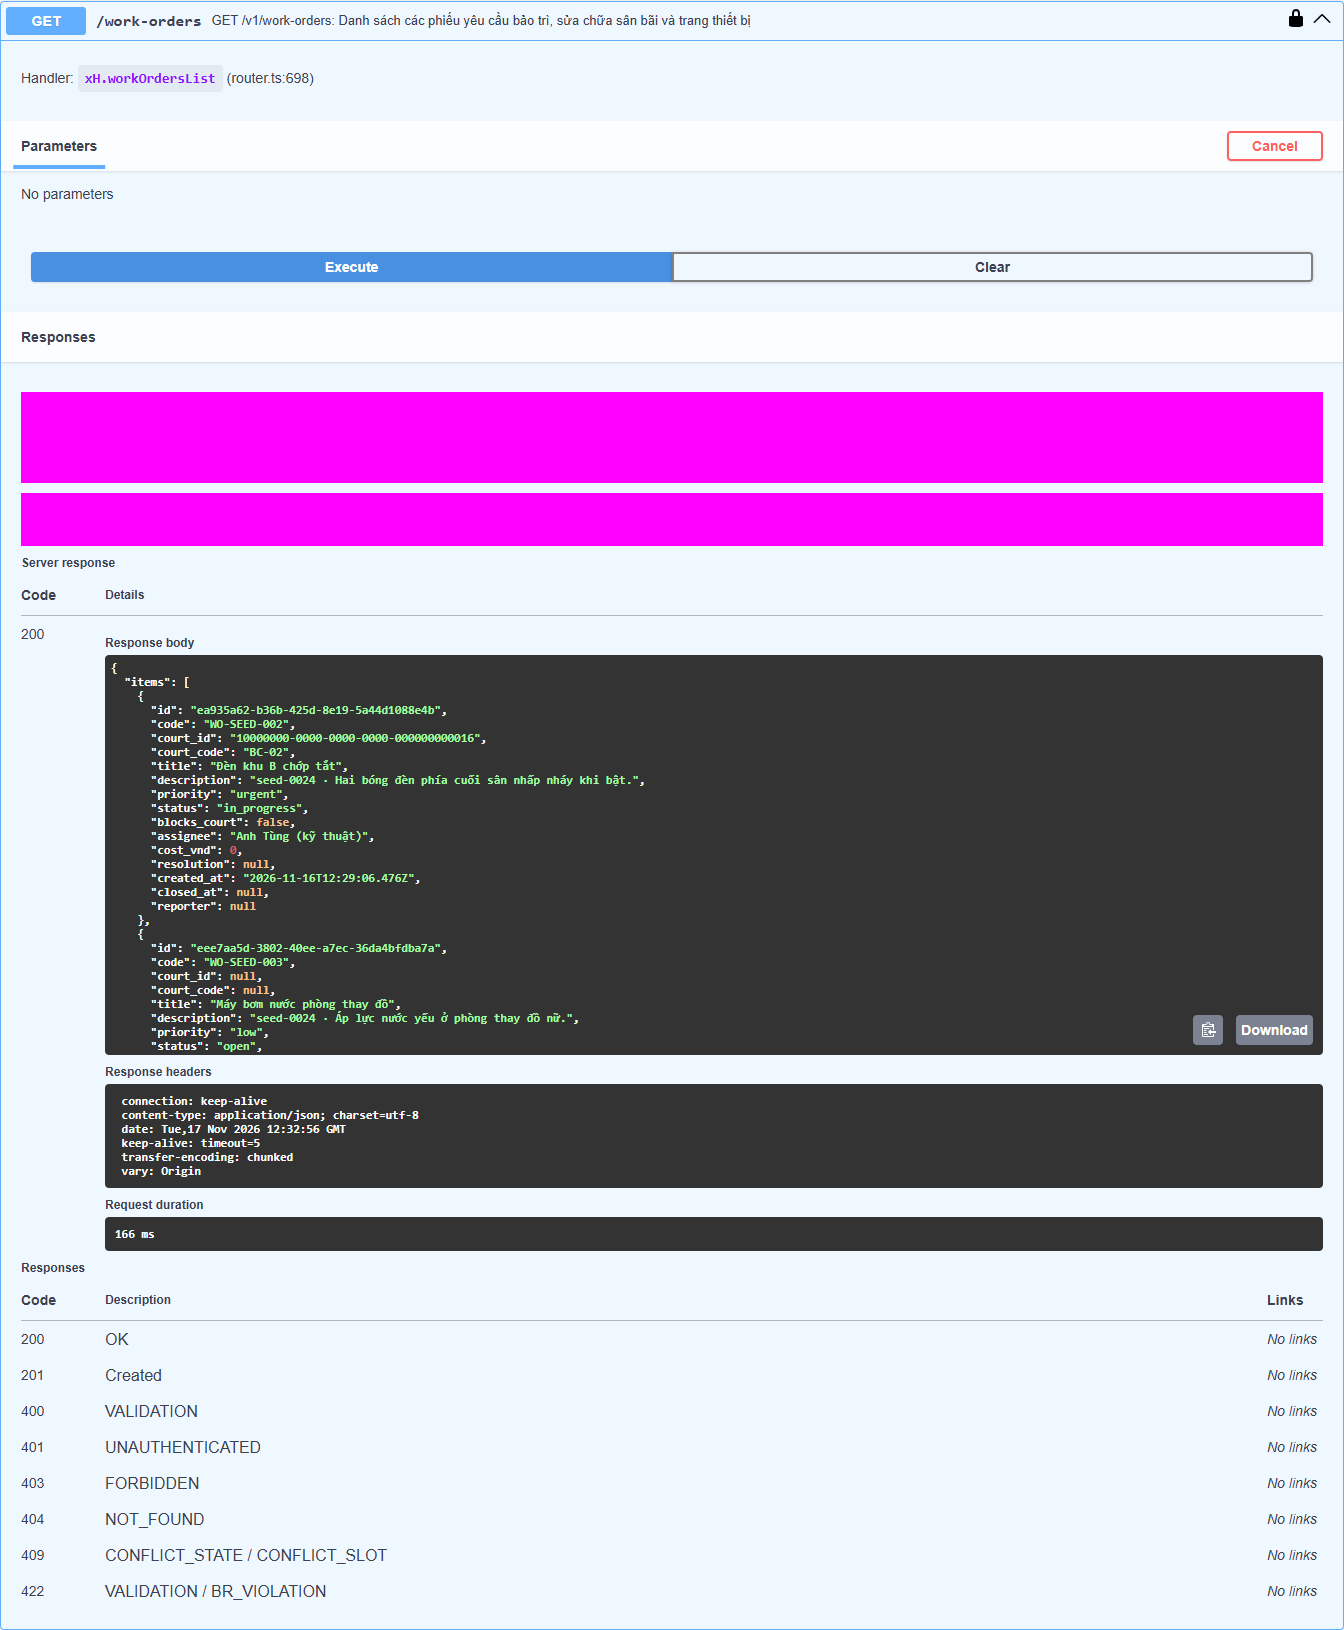 GET /work-orders GET /v1/work-orders: Danh sách các phiếu yêu cầu bảo trì, sửa chữa sân bãi và trang thiết bị
Handler: xH.workOrdersList (router.ts:698)
Parameters Cancel
No parameters
Execute Clear
Responses
Server response
Code Details
200
Response body
{
  "items": [
    {
      "id": "ea935a62-b36b-425d-8e19-5a44d1088e4b",
      "code": "WO-SEED-002",
      "court_id": "10000000-0000-0000-0000-000000000016",
      "court_code": "BC-02",
      "title": "Đèn khu B chớp tắt",
      "description": "seed-0024 · Hai bóng đèn phía cuối sân nhấp nháy khi bật.",
      "priority": "urgent",
      "status": "in_progress",
      "blocks_court": false,
      "assignee": "Anh Tùng (kỹ thuật)",
      "cost_vnd": 0,
      "resolution": null,
      "created_at": "2026-11-16T12:29:06.476Z",
      "closed_at": null,
      "reporter": null
    },
    {
      "id": "eee7aa5d-3802-40ee-a7ec-36da4bfdba7a",
      "code": "WO-SEED-003",
      "court_id": null,
      "court_code": null,
      "title": "Máy bơm nước phòng thay đồ",
      "description": "seed-0024 · Áp lực nước yếu ở phòng thay đồ nữ.",
      "priority": "low",
      "status": "open",
Download
Response headers
connection: keep-alive
content-type: application/json; charset=utf-8
date: Tue,17 Nov 2026 12:32:56 GMT
keep-alive: timeout=5
transfer-encoding: chunked
vary: Origin
Request duration
166 ms
Responses
Code Description Links
200 OK No links
201 Created No links
400 VALIDATION No links
401 UNAUTHENTICATED No links
403 FORBIDDEN No links
404 NOT_FOUND No links
409 CONFLICT_STATE / CONFLICT_SLOT No links
422 VALIDATION / BR_VIOLATION No links